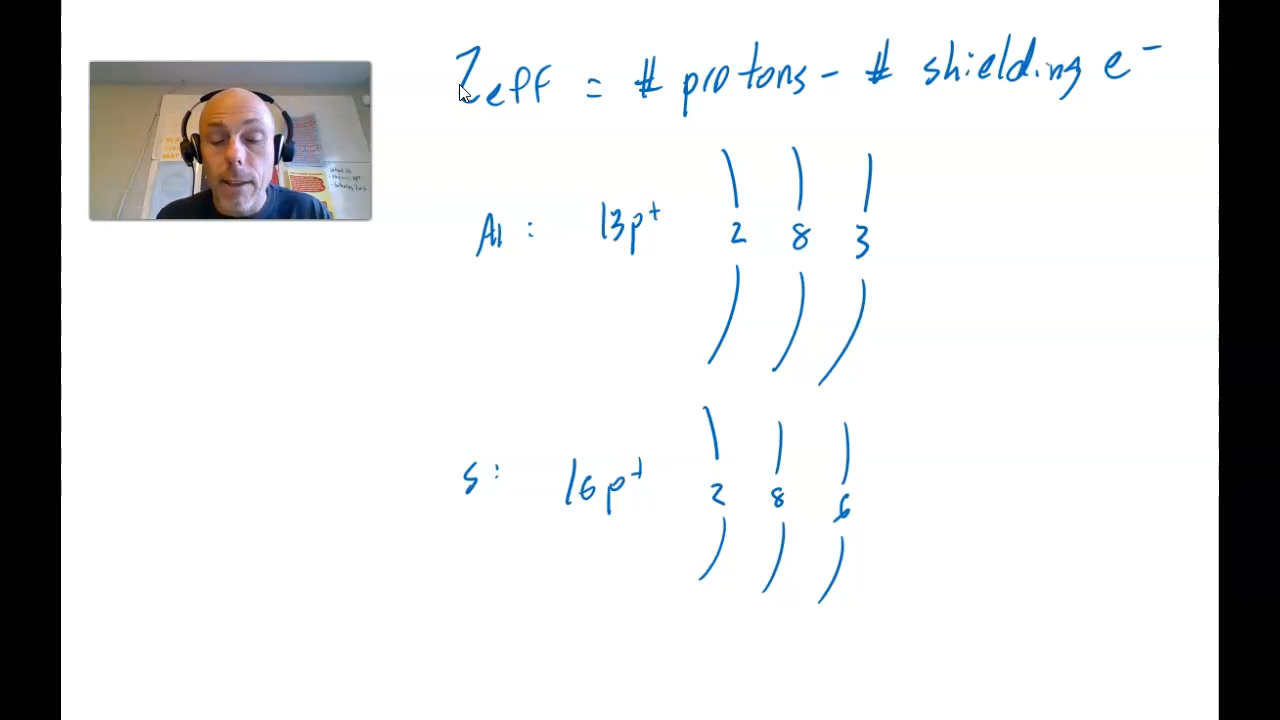 Zeff = # protons - # shielding e⁻
Al : 13p⁺ 2 8 3
S : 16p⁺ 2 8 6